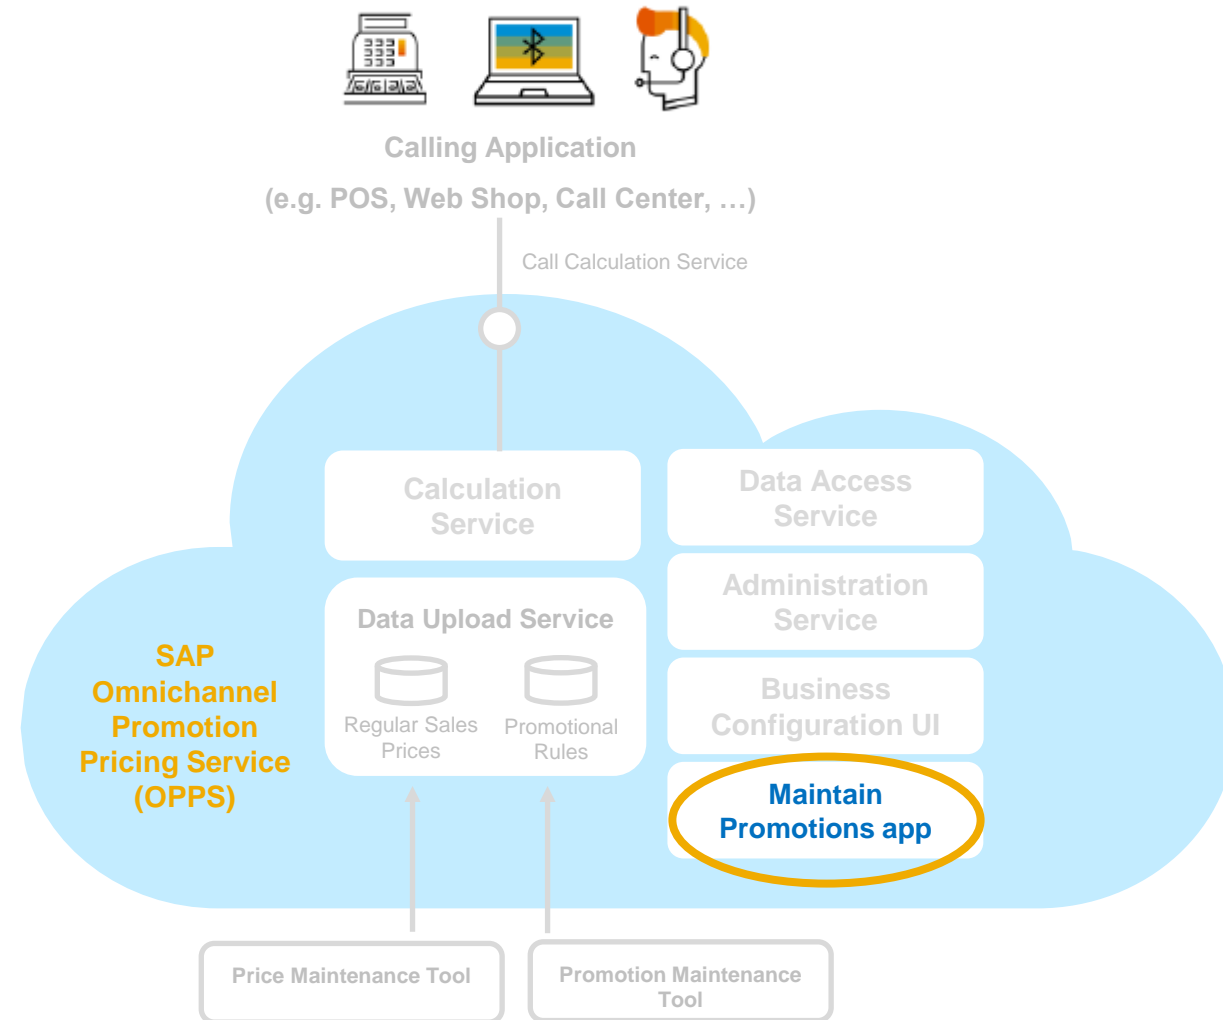 Calling Application
(e.g. POS, Web Shop, Call Center, …)
Call Calculation Service
Calculation
Service
Data Access
Service
Administration
Service
Data Upload Service
Regular Sales
Prices
Promotional
Rules
Business
Configuration UI
Maintain
Promotions app
SAP
Omnichannel
Promotion
Pricing Service
(OPPS)
Price Maintenance Tool
Promotion Maintenance
Tool